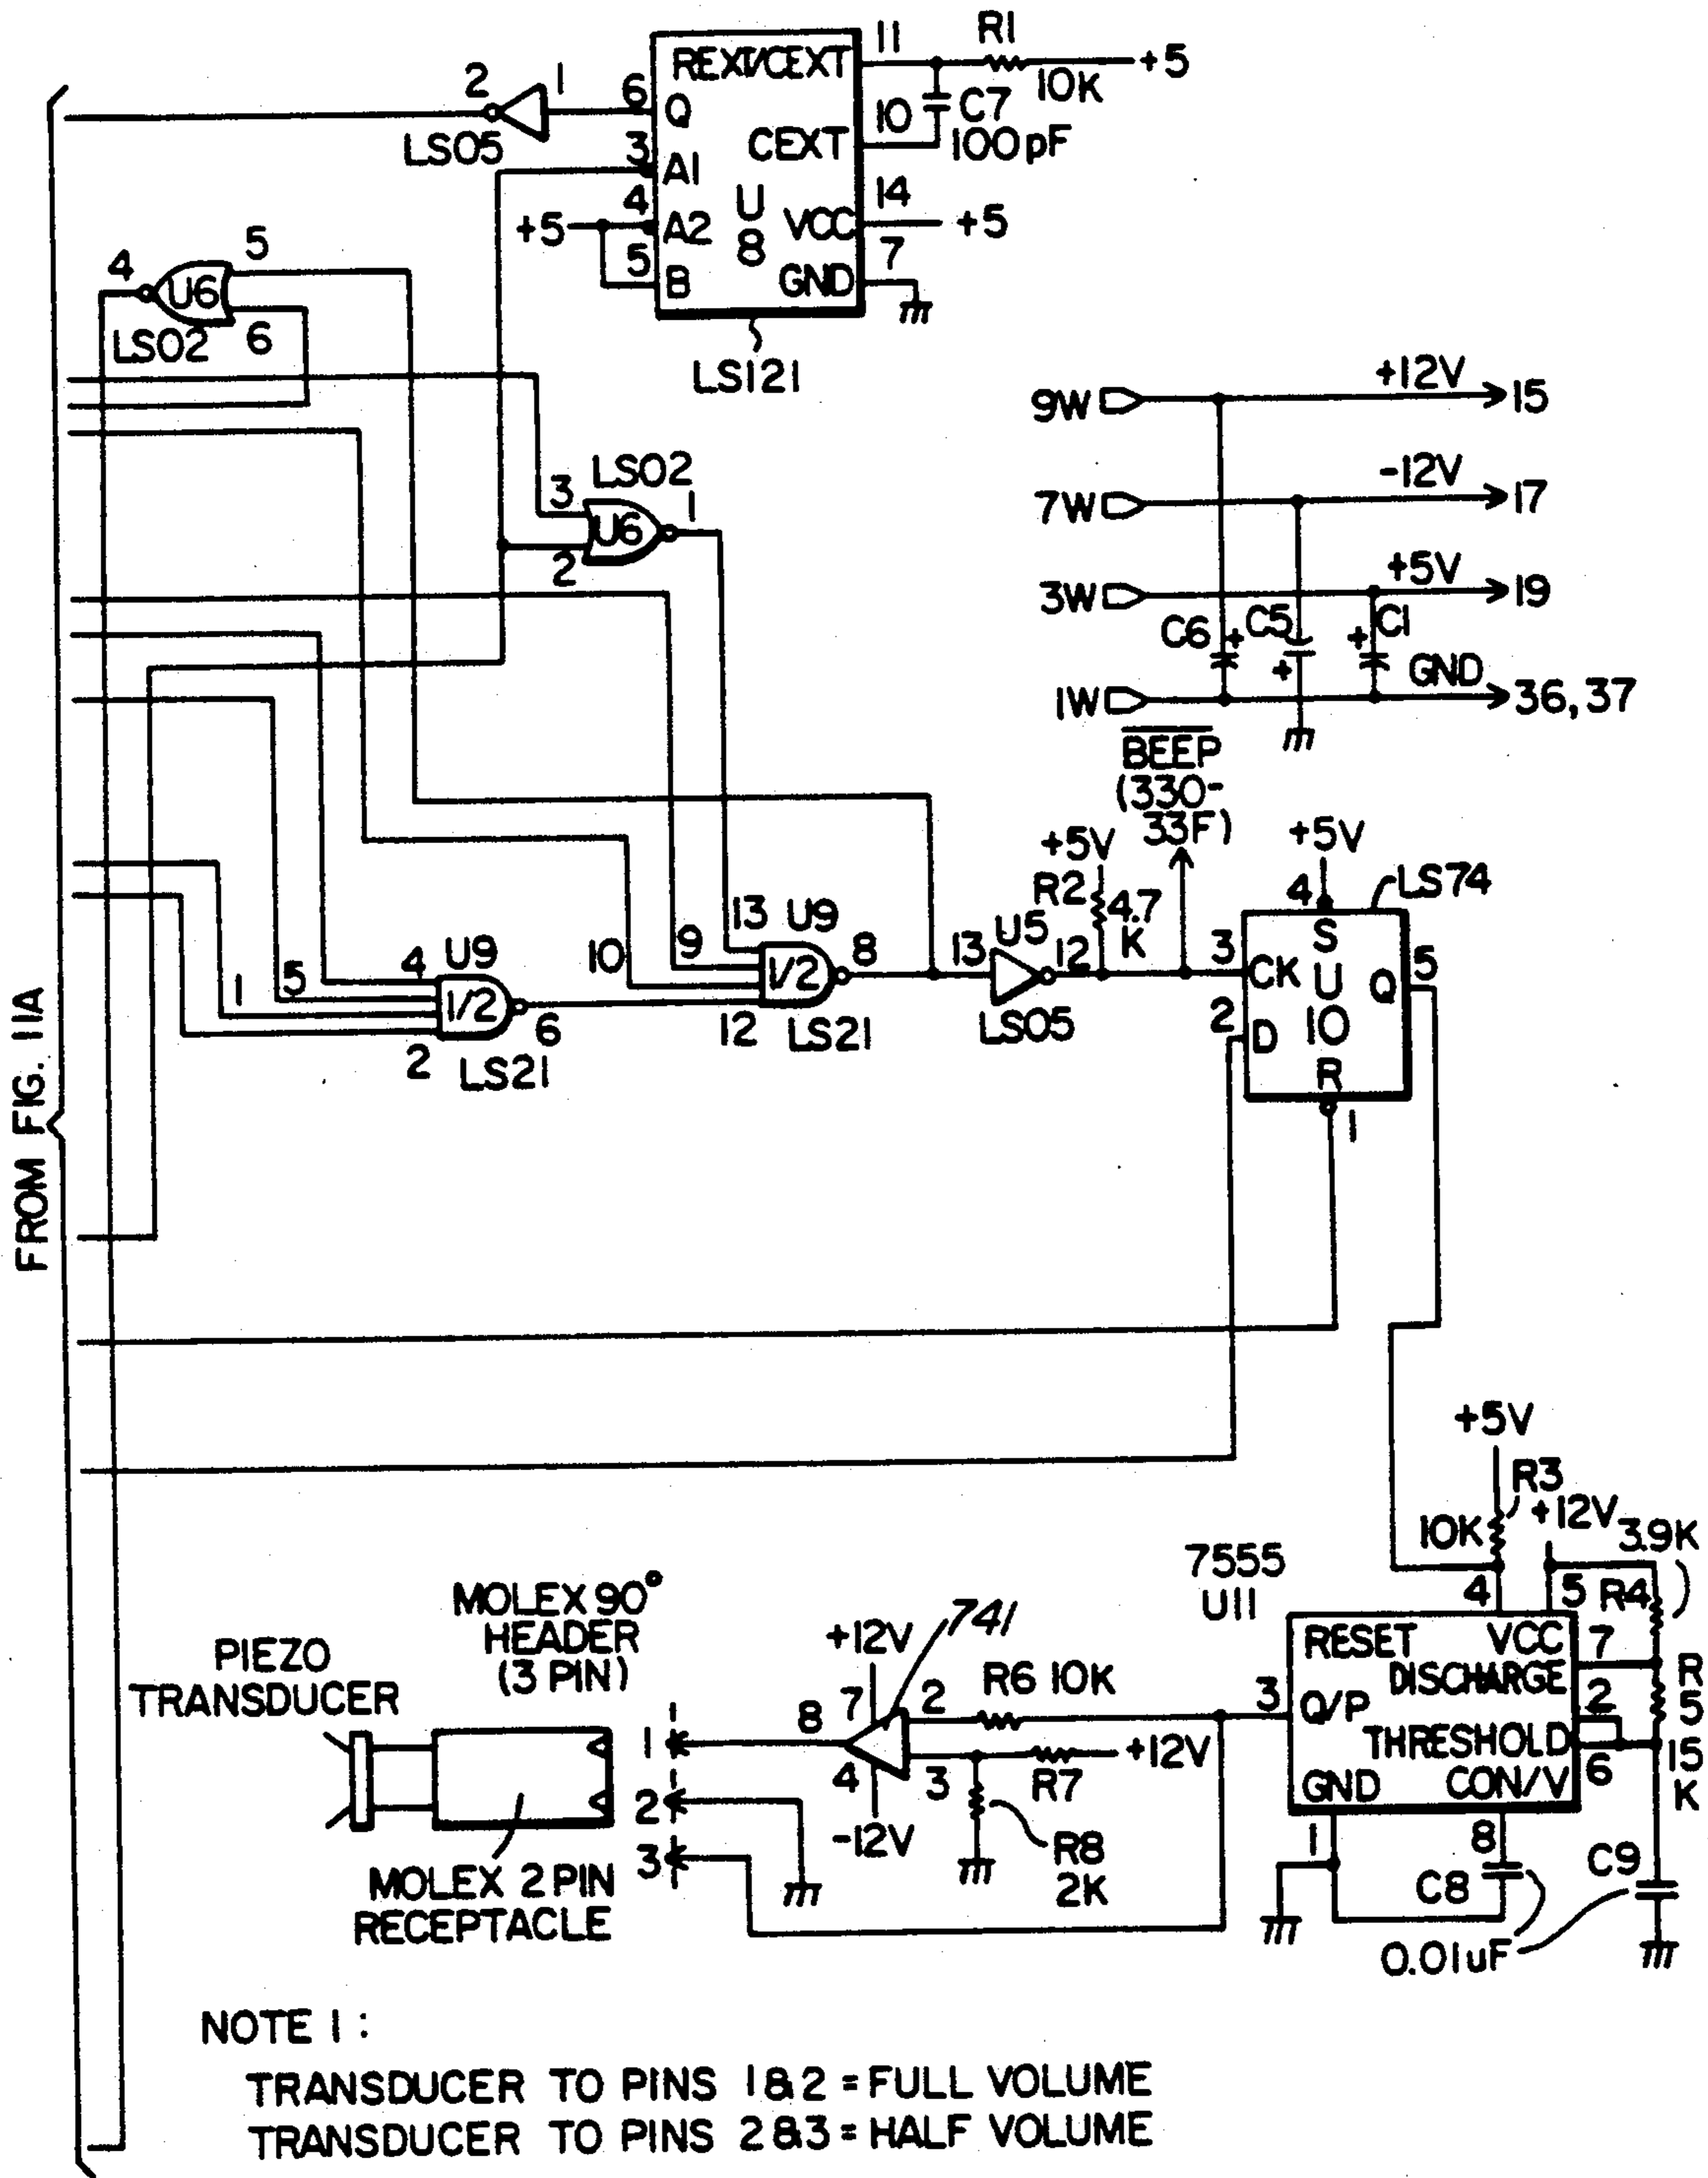 R1
11
REXT/CEXT
+5
10K
2
1
6
Q
10
C7
100pF
CEXT
LS05
3
A1
U
8
14
VCC
+5
4
A2
+5
5
B
7
GND
LS121
4
5
U6
6
LS02
9W
+12V
15
7W
-12V
17
3W
+5V
19
C6
+
C5
+
+
C1
GND
1W
36,37
LS02
3
1
U6
2
BEEP
(330-
33F)
+5V
R2
4.7
K
+5V
LS74
4
S
3
CK
U
Q
5
2
D
10
R
1
13
U9
9
10
1/2
8
12
LS21
13
U5
12
LS05
U9
4
5
1
1/2
6
2
LS21
FROM FIG. 11A
+5V
R3
+12V
10K
3.9K
7555
U11
4
5
R4
RESET
VCC
7
DISCHARGE
R
5
15
K
3
Q/P
2
THRESHOLD
6
GND
CON/V
1
8
C8
C9
0.01uF
MOLEX 90°
HEADER
(3 PIN)
PIEZO
TRANSDUCER
+12V
741
7
8
2
R6 10K
1
4
3
R7
+12V
2
-12V
R8
2K
3
MOLEX 2 PIN
RECEPTACLE
NOTE 1:
TRANSDUCER TO PINS 1&2 = FULL VOLUME
TRANSDUCER TO PINS 2&3 = HALF VOLUME